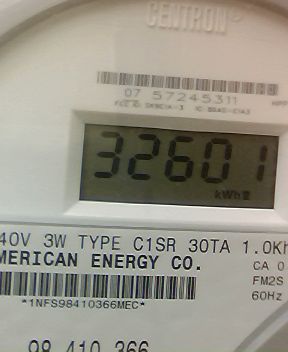 CENTRON®
07 57245311
32601
kWh
40V 3W TYPE C1SR 30TA 1.0Kh
MERICAN ENERGY CO.
CA 0
FM2S
60Hz
*1NFS98410366MEC*
98 410 366